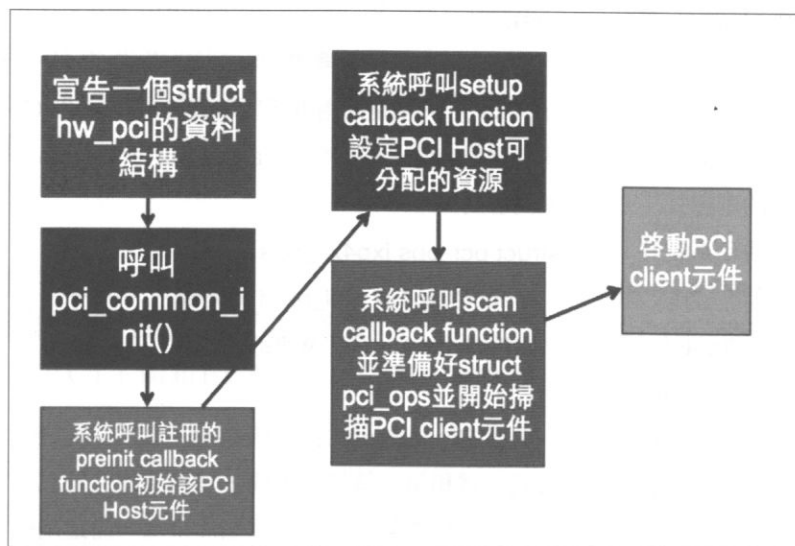 宣告一個struct
hw_pci的資料
結構
呼叫
pci_common_i
nit()
系統呼叫註冊的
preinit callback
function初始該PCI
Host元件
系統呼叫setup
callback function
設定PCI Host可
分配的資源
系統呼叫scan
callback function
並準備好struct
pci_ops並開始掃
描PCI client元件
啓動PCI
client元件